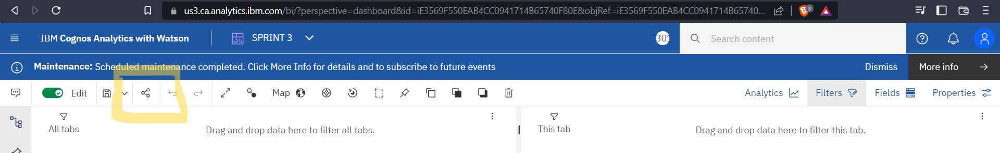 us3.ca.analytics.ibm.com/bi/?perspective=dashboard&id=iE3569F550EAB4CC0941714B65740F80E&objRef=iE3569F550EAB4CC0941714B65740... 3
IBM Cognos Analytics with Watson SPRINT 3 301 Search content
Maintenance: Scheduled maintenance completed. Click More Info for details and to subscribe to future events Dismiss More info
Edit Map Analytics Filters Fields Properties
All tabs Drag and drop data here to filter all tabs. This tab Drag and drop data here to filter this tab.